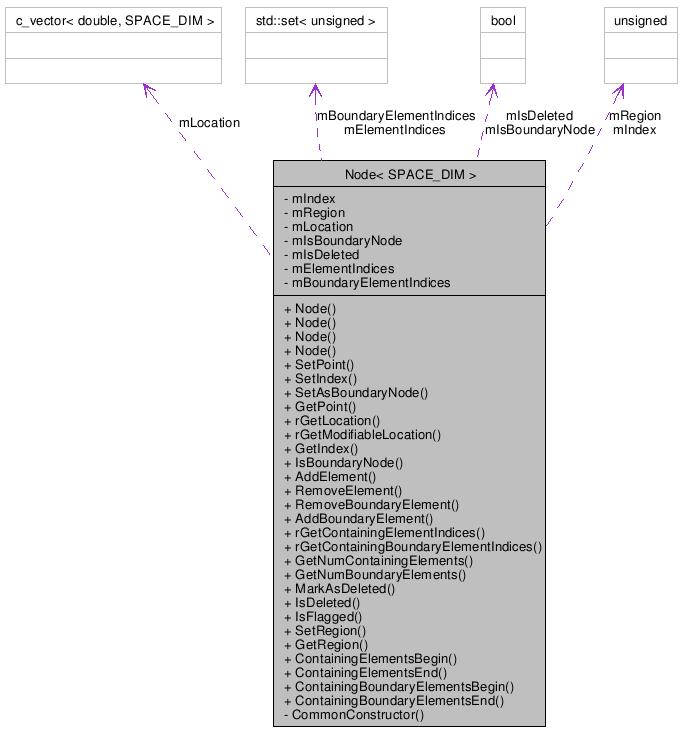 c_vector< double, SPACE_DIM >
std::set< unsigned >
bool
unsigned
mLocation
mBoundaryElementIndices
mElementIndices
mIsDeleted
mIsBoundaryNode
mRegion
mIndex
Node< SPACE_DIM >
- mIndex
- mRegion
- mLocation
- mIsBoundaryNode
- mIsDeleted
- mElementIndices
- mBoundaryElementIndices
+ Node()
+ Node()
+ Node()
+ Node()
+ SetPoint()
+ SetIndex()
+ SetAsBoundaryNode()
+ GetPoint()
+ rGetLocation()
+ rGetModifiableLocation()
+ GetIndex()
+ IsBoundaryNode()
+ AddElement()
+ RemoveElement()
+ RemoveBoundaryElement()
+ AddBoundaryElement()
+ rGetContainingElementIndices()
+ rGetContainingBoundaryElementIndices()
+ GetNumContainingElements()
+ GetNumBoundaryElements()
+ MarkAsDeleted()
+ IsDeleted()
+ IsFlagged()
+ SetRegion()
+ GetRegion()
+ ContainingElementsBegin()
+ ContainingElementsEnd()
+ ContainingBoundaryElementsBegin()
+ ContainingBoundaryElementsEnd()
- CommonConstructor()